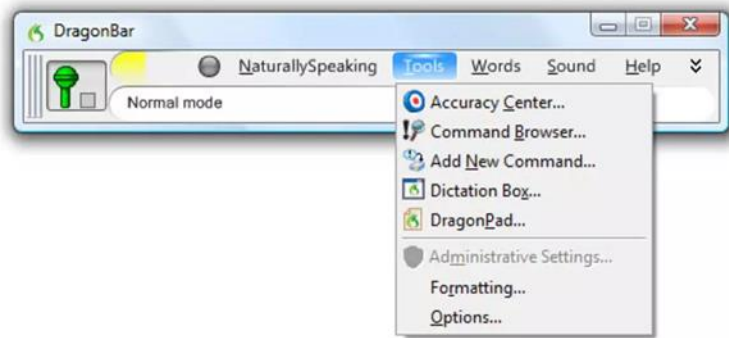 DragonBar
NaturallySpeaking Tools Words Sound Help
Normal mode
Accuracy Center...
Command Browser...
Add New Command...
Dictation Box...
DragonPad...
Administrative Settings...
Formatting...
Options...